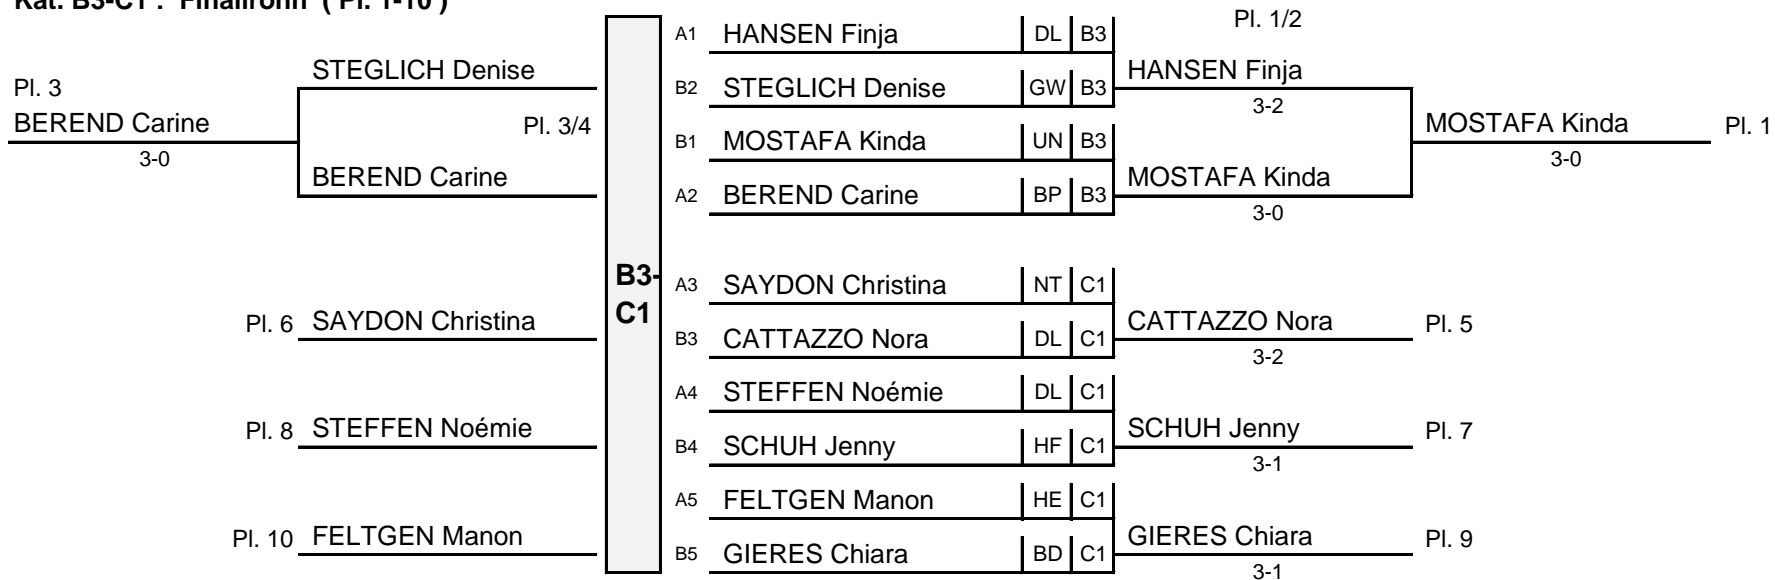 Kat. B3-C1 : Finallronn ( Pl. 1-10 )
Pl. 1/2
A1 HANSEN Finja DL B3
STEGLICH Denise
HANSEN Finja
Pl. 3
B2 STEGLICH Denise GW B3
3-2
BEREND Carine
Pl. 3/4
MOSTAFA Kinda
Pl. 1
B1 MOSTAFA Kinda UN B3
3-0
3-0
BEREND Carine
MOSTAFA Kinda
A2 BEREND Carine BP B3
3-0
B3-
C1
A3 SAYDON Christina NT C1
Pl. 6 SAYDON Christina
CATTAZZO Nora
Pl. 5
B3 CATTAZZO Nora DL C1
3-2
A4 STEFFEN Noémie DL C1
Pl. 8 STEFFEN Noémie
SCHUH Jenny
Pl. 7
B4 SCHUH Jenny HF C1
3-1
A5 FELTGEN Manon HE C1
Pl. 10 FELTGEN Manon
GIERES Chiara
Pl. 9
B5 GIERES Chiara BD C1
3-1